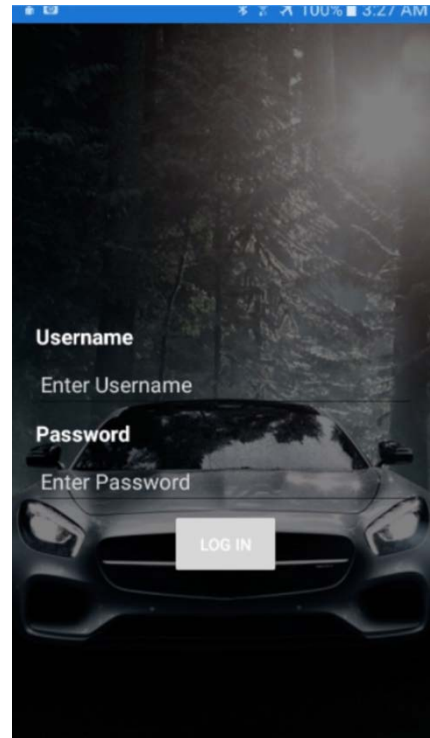 100% 3:27 AM
Username
Enter Username
Password
Enter Password
LOG IN